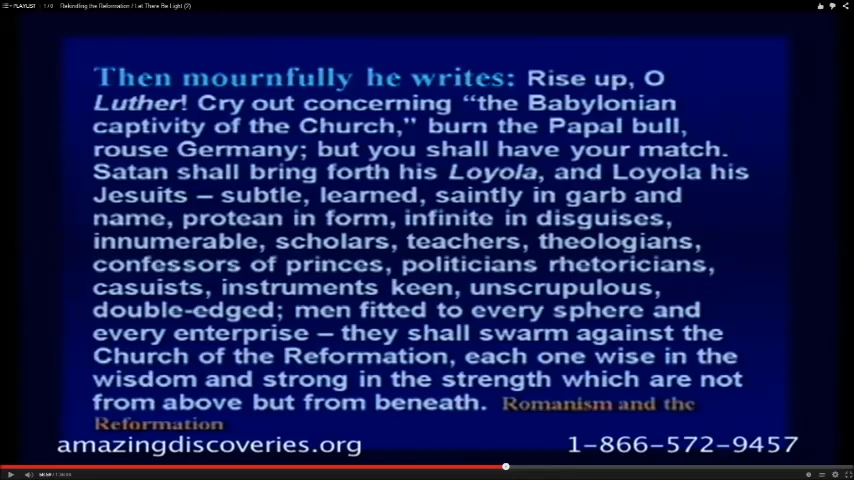 PLAYLIST 1 / 0 Rekindling the Reformation / Let There Be Light (2)
Then mournfully he writes: Rise up, O
Luther! Cry out concerning “the Babylonian
captivity of the Church,” burn the Papal bull,
rouse Germany; but you shall have your match.
Satan shall bring forth his Loyola, and Loyola his
Jesuits – subtle, learned, saintly in garb and
name, protean in form, infinite in disguises,
innumerable, scholars, teachers, theologians,
confessors of princes, politicians rhetoricians,
casuists, instruments keen, unscrupulous,
double-edged; men fitted to every sphere and
every enterprise – they shall swarm against the
Church of the Reformation, each one wise in the
wisdom and strong in the strength which are not
from above but from beneath. Romanism and the
Reformation
amazingdiscoveries.org 1-866-572-9457